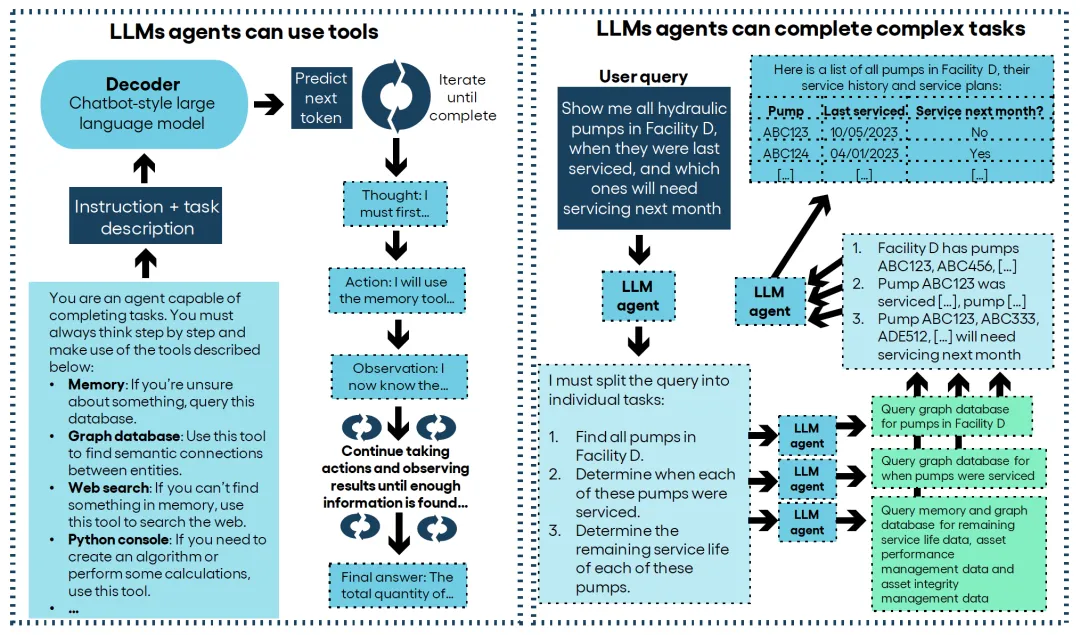 LLMs agents can use tools
Decoder
Chatbot-style large
language model
Predict
next
token
Iterate
until
complete
Instruction + task
description
You are an agent capable of
completing tasks. You must
always think step by step and
make use of the tools described
below:
• Memory: If you're unsure
about something, query this
database.
• Graph database: Use this tool
to find semantic connections
between entities.
• Web search: If you can't find
something in memory, use
this tool to search the web.
• Python console: If you need to
create an algorithm or
perform some calculations,
use this tool.
• ...
Thought: I
must first...
Action: I will use
the memory tool...
Observation: I
now know the...
Continue taking
actions and observing
results until enough
information is found...
Final answer: The
total quantity of...
LLMs agents can complete complex tasks
User query
Show me all hydraulic
pumps in Facility D,
when they were last
serviced, and which
ones will need
servicing next month
LLM
agent
I must split the query into
individual tasks:
1. Find all pumps in
Facility D.
2. Determine when each
of these pumps were
serviced.
3. Determine the
remaining service life
of each of these
pumps.
LLM
agent
LLM
agent
LLM
agent
Query graph database
for pumps in Facility D
Query graph database for
when pumps were serviced
Query memory and graph
database for remaining
service life data, asset
performance
management data and
asset integrity
management data
1. Facility D has pumps
ABC123, ABC456, [...]
2. Pump ABC123 was
serviced [...], pump [...]
3. Pump ABC123, ABC333,
ADE512, [...] will need
servicing next month
LLM
agent
Here is a list of all pumps in Facility D, their
service history and service plans:
Pump Last serviced Service next month?
ABC123 10/05/2023 No
ABC124 04/01/2023 Yes
[...] [...] [...]